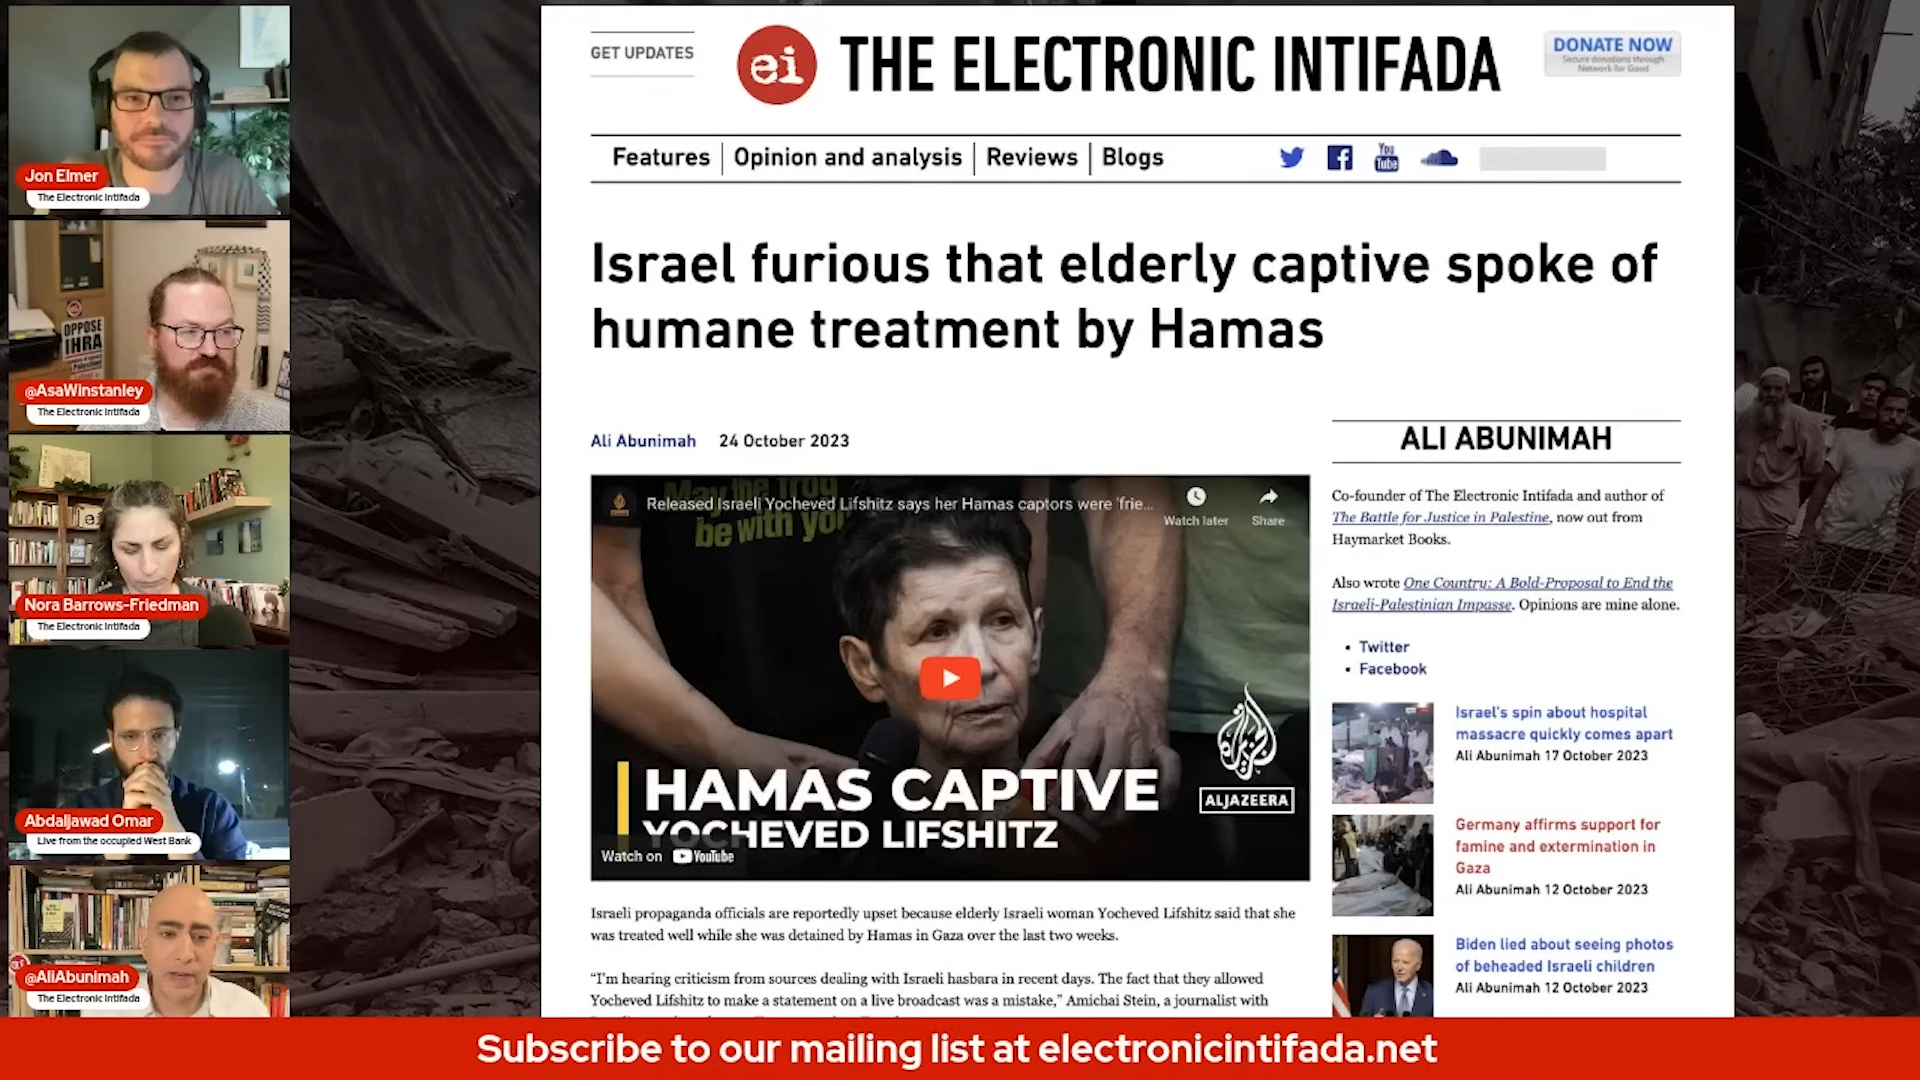 Jon Elmer
The Electronic Intifada
OPPOSE
IHRA
@AsaWinstanley
The Electronic Intifada
Nora Barrows-Friedman
The Electronic Intifada
Abdaljawad Omar
Live from the occupied West Bank
@AliAbunimah
The Electronic Intifada
GET UPDATES
ei
THE ELECTRONIC INTIFADA
DONATE NOW
Secure donations through
Network for Good
Features
Opinion and analysis
Reviews
Blogs
You
Tube
Israel furious that elderly captive spoke of
humane treatment by Hamas
Ali Abunimah 24 October 2023
Released Israeli Yocheved Lifshitz says her Hamas captors were 'frie...
Watch later
Share
be with you
HAMAS CAPTIVE
YOCHEVED LIFSHITZ
ALJAZEERA
Watch on YouTube
Israeli propaganda officials are reportedly upset because elderly Israeli woman Yocheved Lifshitz said that she
was treated well while she was detained by Hamas in Gaza over the last two weeks.
“I’m hearing criticism from sources dealing with Israeli hasbara in recent days. The fact that they allowed
Yocheved Lifshitz to make a statement on a live broadcast was a mistake,” Amichai Stein, a journalist with
ALI ABUNIMAH
Co-founder of The Electronic Intifada and author of
The Battle for Justice in Palestine, now out from
Haymarket Books.
Also wrote One Country: A Bold-Proposal to End the
Israeli-Palestinian Impasse. Opinions are mine alone.
• Twitter
• Facebook
Israel's spin about hospital
massacre quickly comes apart
Ali Abunimah 17 October 2023
Germany affirms support for
famine and extermination in
Gaza
Ali Abunimah 12 October 2023
Biden lied about seeing photos
of beheaded Israeli children
Ali Abunimah 12 October 2023
Subscribe to our mailing list at electronicintifada.net